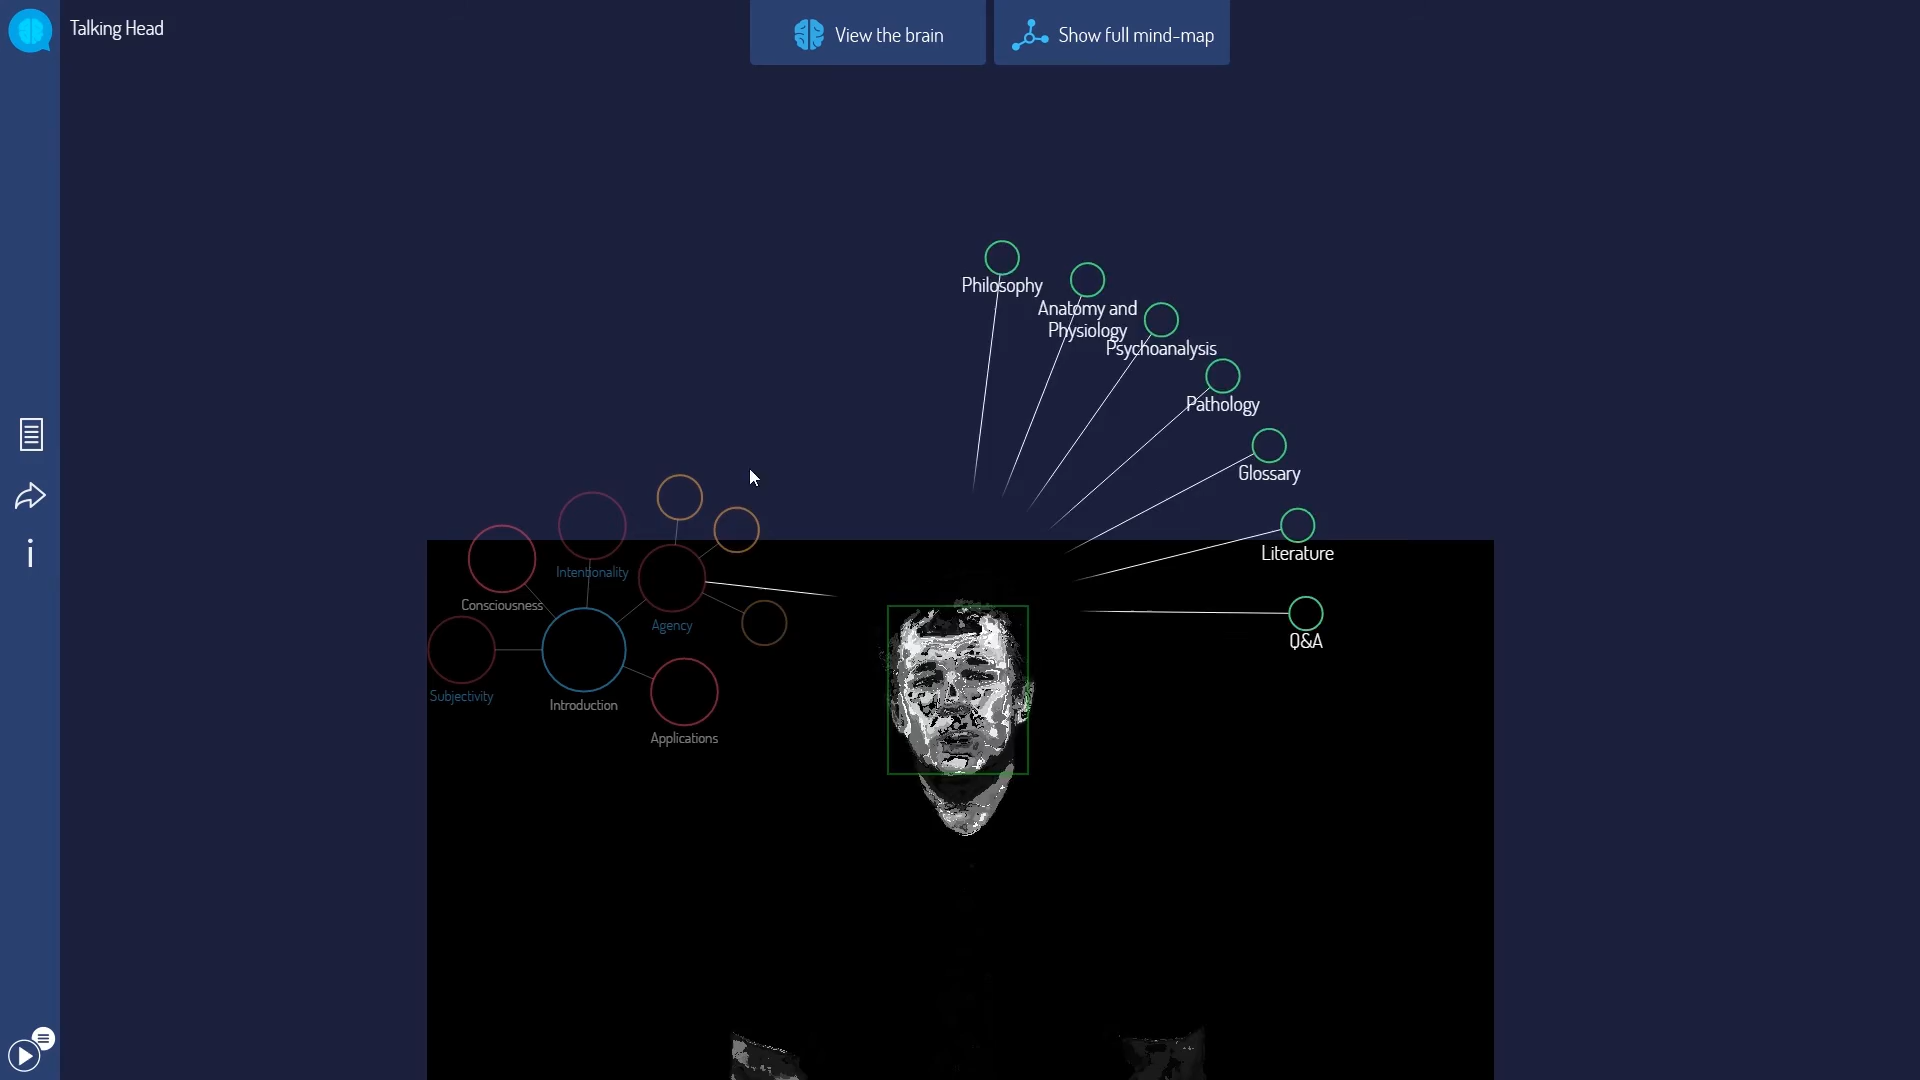 Talking Head
View the brain
Show full mind-map
Philosophy
Anatomy and
Physiology
Psychoanalysis
Pathology
Glossary
Literature
Q&A
Intentionality
Consciousness
Agency
Subjectivity
Introduction
Applications